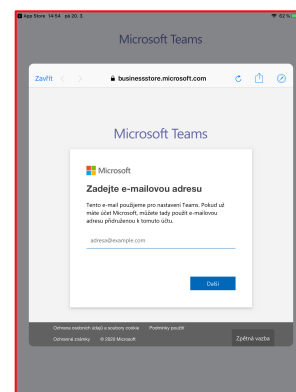 App Store 14:54 pá 20. 3.
82 %
Microsoft Teams
Zavřít
businessstore.microsoft.com
Microsoft Teams
Microsoft
Zadejte e-mailovou adresu
Tento e-mail použijeme pro nastavení Teams. Pokud už
máte účet Microsoft, můžete tady použít e-mailovou
adresu přidruženou k tomuto účtu.
adresa@example.com
Další
Ochrana osobních údajů a soubory cookie Podmínky použití
Ochranné známky © 2020 Microsoft
Zpětná vazba